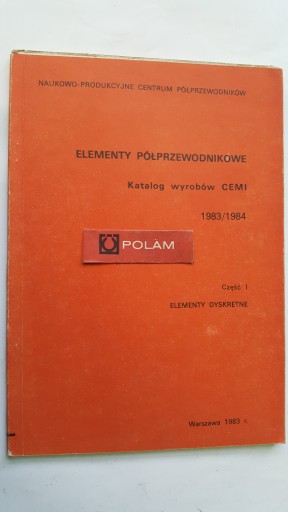 NAUKOWO-PRODUKCYJNE CENTRUM PÓŁPRZEWODNIKÓW
ELEMENTY PÓŁPRZEWODNIKOWE
Katalog wyrobów CEMI
1983/1984
POLAM
Część I
ELEMENTY DYSKRETNE
Warszawa 1983 r.